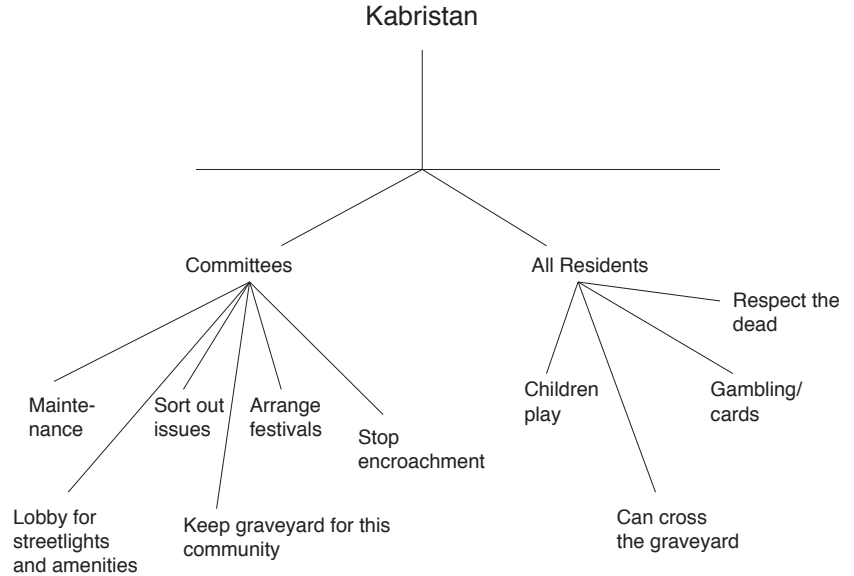 Kabristan
Committees
All Residents
Respect the
dead
Mainte-
nance
Sort out
issues
Arrange
festivals
Stop
encroachment
Children
play
Gambling/
cards
Lobby for
streetlights
and amenities
Keep graveyard for this
community
Can cross
the graveyard